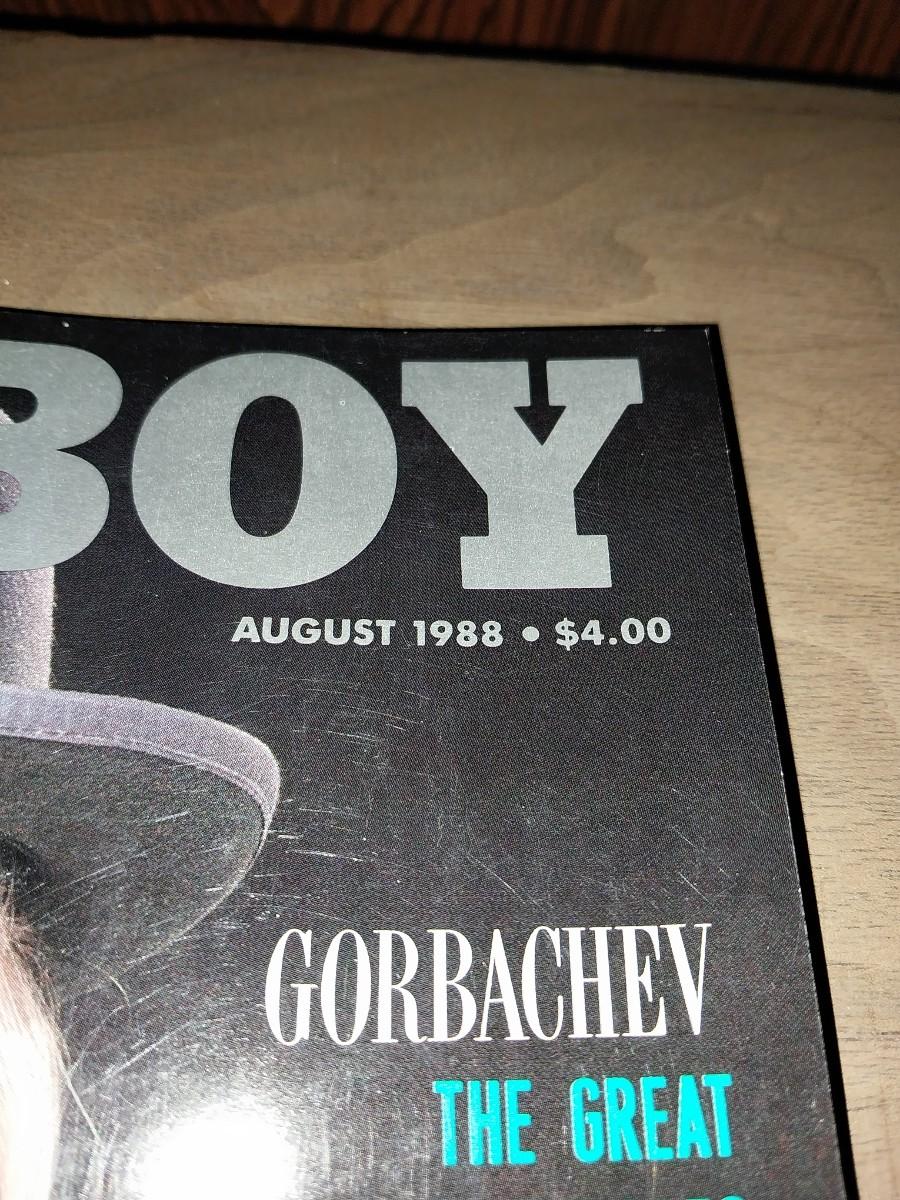 BOY
AUGUST 1988 • $4.00
GORBACHEV
THE GREAT